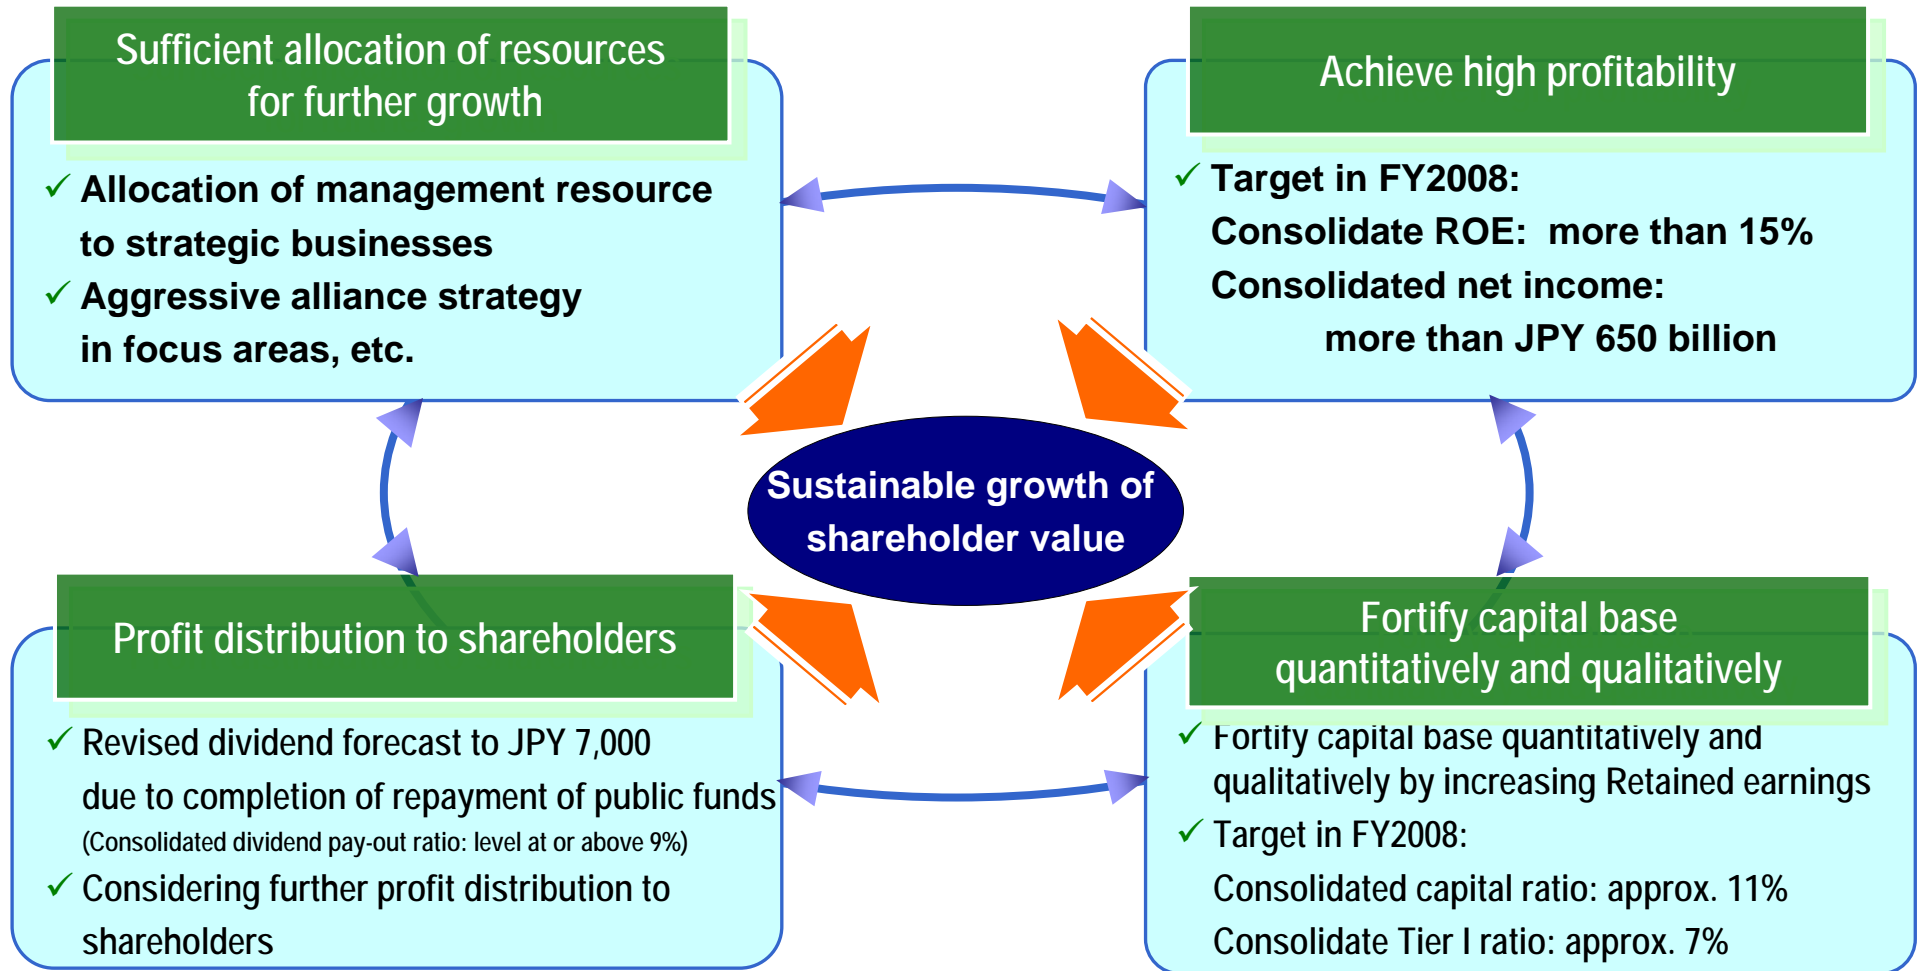 Sufficient allocation of resources
for further growth
✓ Allocation of management resource
to strategic businesses
✓ Aggressive alliance strategy
in focus areas, etc.
Achieve high profitability
✓ Target in FY2008:
Consolidate ROE: more than 15%
Consolidated net income:
more than JPY 650 billion
Sustainable growth of
shareholder value
Profit distribution to shareholders
✓ Revised dividend forecast to JPY 7,000
due to completion of repayment of public funds
(Consolidated dividend pay-out ratio: level at or above 9%)
✓ Considering further profit distribution to
shareholders
Fortify capital base
quantitatively and qualitatively
✓ Fortify capital base quantitatively and
qualitatively by increasing Retained earnings
✓ Target in FY2008:
Consolidated capital ratio: approx. 11%
Consolidate Tier I ratio: approx. 7%